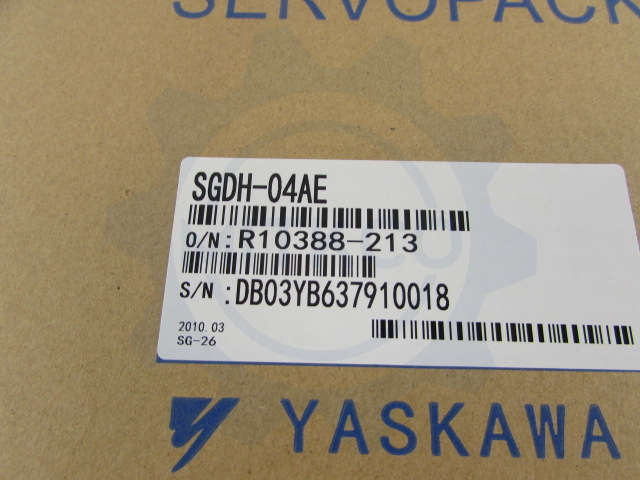 SERVOPACK
SGDH-04AE
O/N:R10388-213
S/N :DB03YB637910018
2010.03
SG-26
YASKAWA